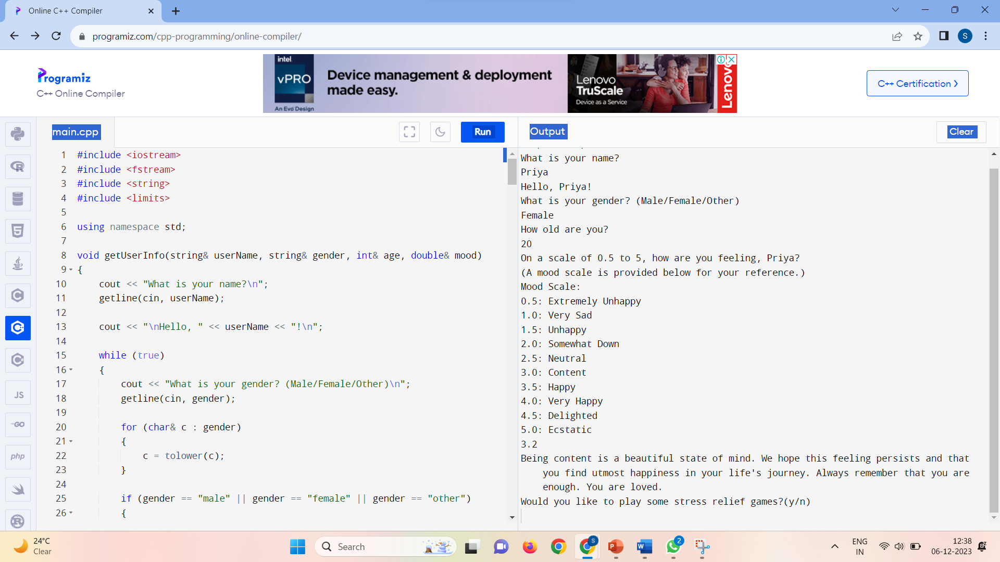 Online C++ Compiler
programiz.com/cpp-programming/online-compiler/
S
intel
vPRO
An Evo Design
Device management & deployment
made easy.
Lenovo
TruScale
Device as a Service
Lenovo
Programiz
C++ Online Compiler
C++ Certification
main.cpp
Run
Output
Clear
1 #include <iostream>
2 #include <fstream>
3 #include <string>
4 #include <limits>
5
6 using namespace std;
7
8 void getUserInfo(string& userName, string& gender, int& age, double& mood)
9 {
10 cout << "What is your name?\n";
11 getline(cin, userName);
12
13 cout << "\nHello, " << userName << "!\n";
14
15 while (true)
16 {
17 cout << "What is your gender? (Male/Female/Other)\n";
18 getline(cin, gender);
19
20 for (char& c : gender)
21 {
22 c = tolower(c);
23 }
24
25 if (gender == "male" || gender == "female" || gender == "other")
26 {
What is your name?
Priya
Hello, Priya!
What is your gender? (Male/Female/Other)
Female
How old are you?
20
On a scale of 0.5 to 5, how are you feeling, Priya?
(A mood scale is provided below for your reference.)
Mood Scale:
0.5: Extremely Unhappy
1.0: Very Sad
1.5: Unhappy
2.0: Somewhat Down
2.5: Neutral
3.0: Content
3.5: Happy
4.0: Very Happy
4.5: Delighted
5.0: Ecstatic
3.2
Being content is a beautiful state of mind. We hope this feeling persists and that
you find utmost happiness in your life's journey. Always remember that you are
enough. You are loved.
Would you like to play some stress relief games?(y/n)
JS
GO
php
24°C
Clear
Search
S
P
W
2
ENG
IN
12:38
06-12-2023